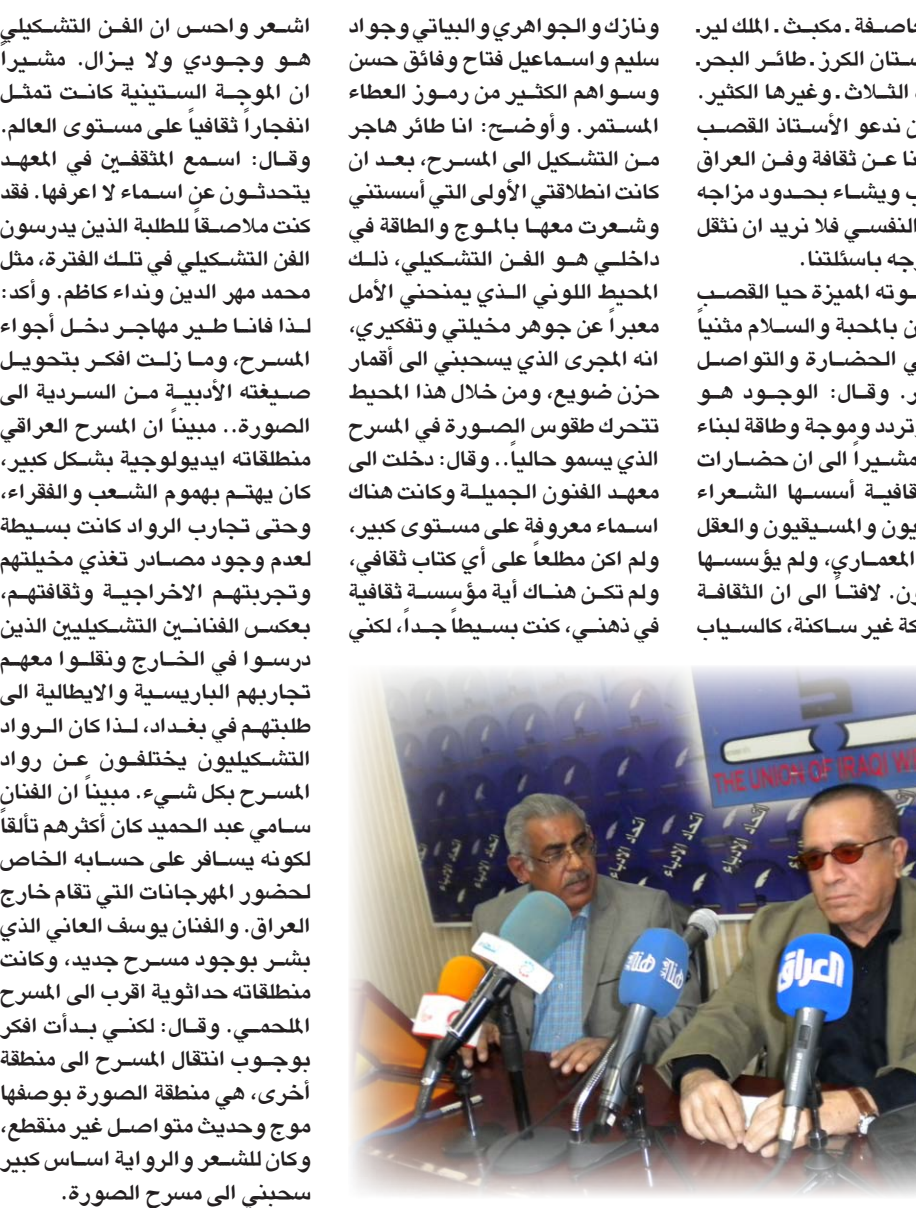 اصفة. مكبث. الملك لير.
ستان الكرز. طائر البحر.
الثلاث. وغيرها الكثير.
ن ندعو الأستاذ القصب
نا عن ثقافة وفن العراق
ب ويشاء بحدود مزاجه
النفسي فلا نريد ان نثقل
وجه باسئلتنا.
ـوته المميزة حيا القصب
ن بالمحبة والسلام مثنياً
ي الحضارة والتواصل
ر. وقال: الوجود هو
وتردد وموجة وطاقة لبناء
مشيراً الى ان حضارات
قافية أسسها الشعراء
يون والمسيقيون والعقل
المعماري، ولم يؤسسها
ون. لافتاً الى ان الثقافة
كة غير ساكنة، كالسياب
ونازك والجواهري والبياتي وجواد
سليم واسماعيل فتاح وفائق حسن
وسواهم الكثير من رموز العطاء
المستمر. وأوضح: انا طائر هاجر
من التشكيل الى المسرح، بعد ان
كانت انطلاقتي الأولى التي أسستني
وشعرت معها بالموج والطاقة في
داخلي هو الفن التشكيلي، ذلك
المحيط اللوني الذي يمنحني الأمل
معبراً عن جوهر مخيلتي وتفكيري،
انه المجرى الذي يسحبني الى أقمار
حزن ضويع، ومن خلال هذا المحيط
تتحرك طقوس الصورة في المسرح
الذي يسمو حالياً.. وقال: دخلت الى
معهد الفنون الجميلة وكانت هناك
اسماء معروفة على مستوى كبير،
ولم اكن مطلعاً على أي كتاب ثقافي،
ولم تكن هناك أية مؤسسة ثقافية
في ذهني، كنت بسيطاً جداً، لكني
اشعر واحس ان الفن التشكيلي
هو وجودي ولا يزال. مشيراً
ان الموجة الستينية كانت تمثل
انفجاراً ثقافياً على مستوى العالم.
وقال: اسمع المثقفين في المعهد
يتحدثون عن اسماء لا اعرفها. فقد
كنت ملاصقاً للطلبة الذين يدرسون
الفن التشكيلي في تلك الفترة، مثل
محمد مهر الدين ونداء كاظم. وأكد:
لذا فانا طير مهاجر دخل أجواء
المسرح، وما زلت افكر بتحويل
صيغته الأدبية من السردية الى
الصورة.. مبيناً ان المسرح العراقي
منطلقاته ايديولوجية بشكل كبير،
كان يهتم بهموم الشعب والفقراء،
وحتى تجارب الرواد كانت بسيطة
لعدم وجود مصادر تغذي مخيلتهم
وتجربتهم الاخراجية وثقافتهم،
بعكس الفنانين التشكيليين الذين
درسوا في الخارج ونقلوا معهم
تجاربهم الباريسية والايطالية الى
طلبتهم في بغداد، لذا كان الرواد
التشكيليون يختلفون عن رواد
المسرح بكل شيء. مبيناً ان الفنان
سامي عبد الحميد كان أكثرهم تألقاً
لكونه يسافر على حسابه الخاص
لحضور المهرجانات التي تقام خارج
العراق. والفنان يوسف العاني الذي
بشر بوجود مسرح جديد، وكانت
منطلقاته حداثوية اقرب الى المسرح
الملحمي. وقال: لكني بدأت افكر
بوجوب انتقال المسرح الى منطقة
أخرى، هي منطقة الصورة بوصفها
موج وحديث متواصل غير منقطع،
وكان للشعر والرواية اساس كبير
سحبني الى مسرح الصورة.
THE UNION OF IRAQI W
اتحاد الادباء
اتحاد الادباء
اتحاد الادباء
هنا
هنا
العراق